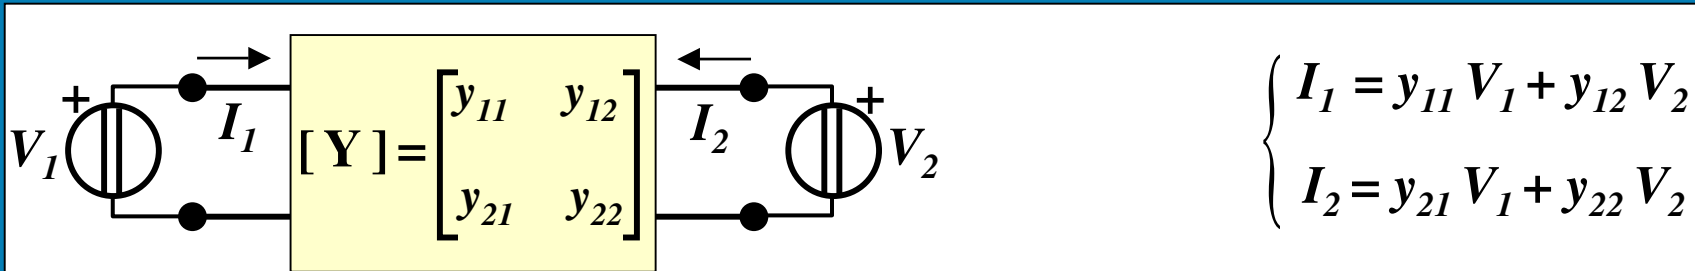 + V₁ I₁ [ Y ] = [ y₁₁ y₁₂
y₂₁ y₂₂ ] I₂ + V₂
{ I₁ = y₁₁ V₁ + y₁₂ V₂
I₂ = y₂₁ V₁ + y₂₂ V₂